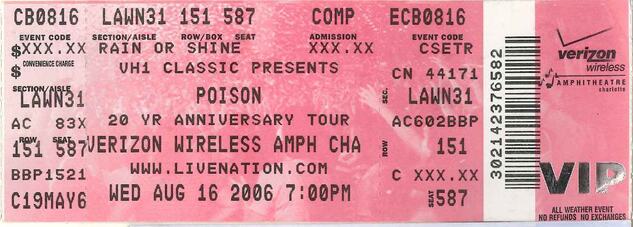 CB0816 LAWN31 151 587 COMP ECB0816
EVENT CODE SECTION/AISLE ROW/BOX SEAT ADMISSION EVENT CODE
$XXX.XX RAIN OR SHINE XXX.XX CSETR
$ CONVENIENCE CHARGE VH1 CLASSIC PRESENTS CN 44171
SECTION/AISLE
LAWN31 POISON SEC. LAWN31
AC 83X 20 YR ANNIVERSARY TOUR AC602BBP
ROW SEAT
151 587 VERIZON WIRELESS AMPH CHA ROW 151
BBP1521 WWW.LIVENATION.COM C XXX.XX
C19MAY6 WED AUG 16 2006 7:00PM SEAT 587
302142376582
verizon
wireless
AMPHITHEATRE
charlotte
VIP
ALL WEATHER EVENT
NO REFUNDS NO EXCHANGES